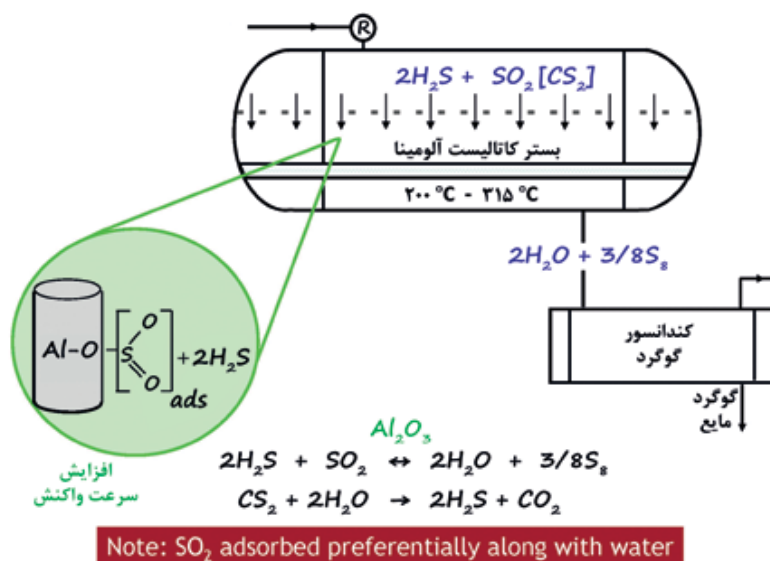 R
2H₂S + SO₂ [CS₂]
بستر کاتالیست آلومینا
۲۰۰ °C - ۳۱۵ °C
2H₂O + 3/8S₈
کندانسور
گوگرد
گوگرد
مایع
Al-O
S
O
O
ads
+2H₂S
افزایش
سرعت واکنش
Al₂O₃
2H₂S + SO₂ ↔ 2H₂O + 3/8S₈
CS₂ + 2H₂O → 2H₂S + CO₂
Note: SO₂ adsorbed preferentially along with water